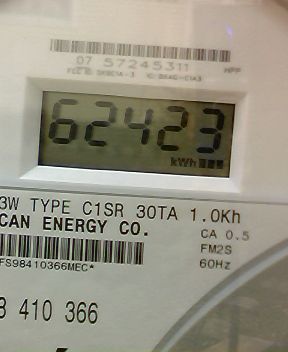 07 57245311
HPP
62423
kWh
3W TYPE C1SR 30TA 1.0Kh
CAN ENERGY CO.
CA 0.5
FM2S
60Hz
FS98410366MEC*
410 366